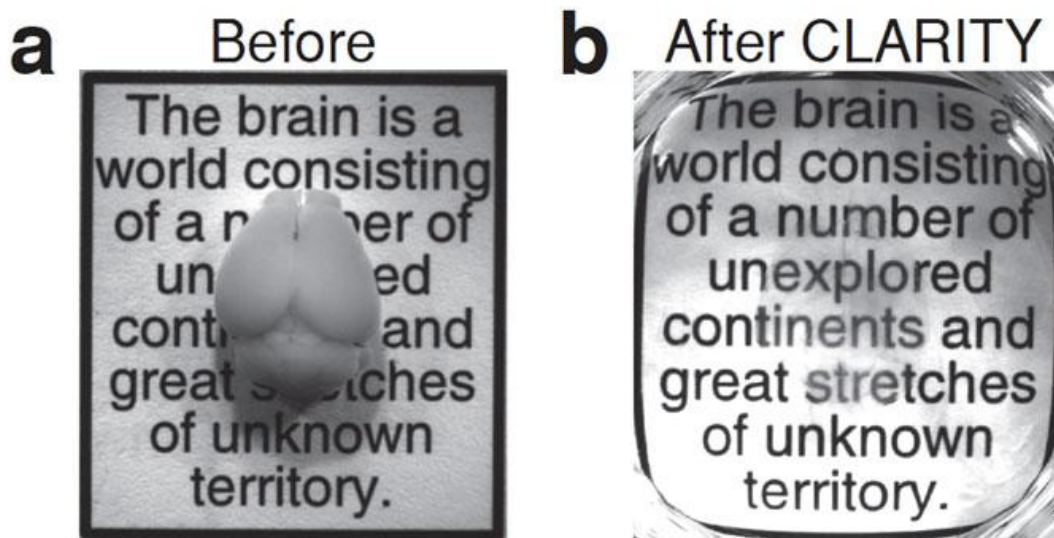 a Before
The brain is a
world consisting
of a of
and
great
of unknown
territory.
b After CLARITY
The brain is a
world consisting
of a number of
unexplored
continents and
great stretches
of unknown
territory.